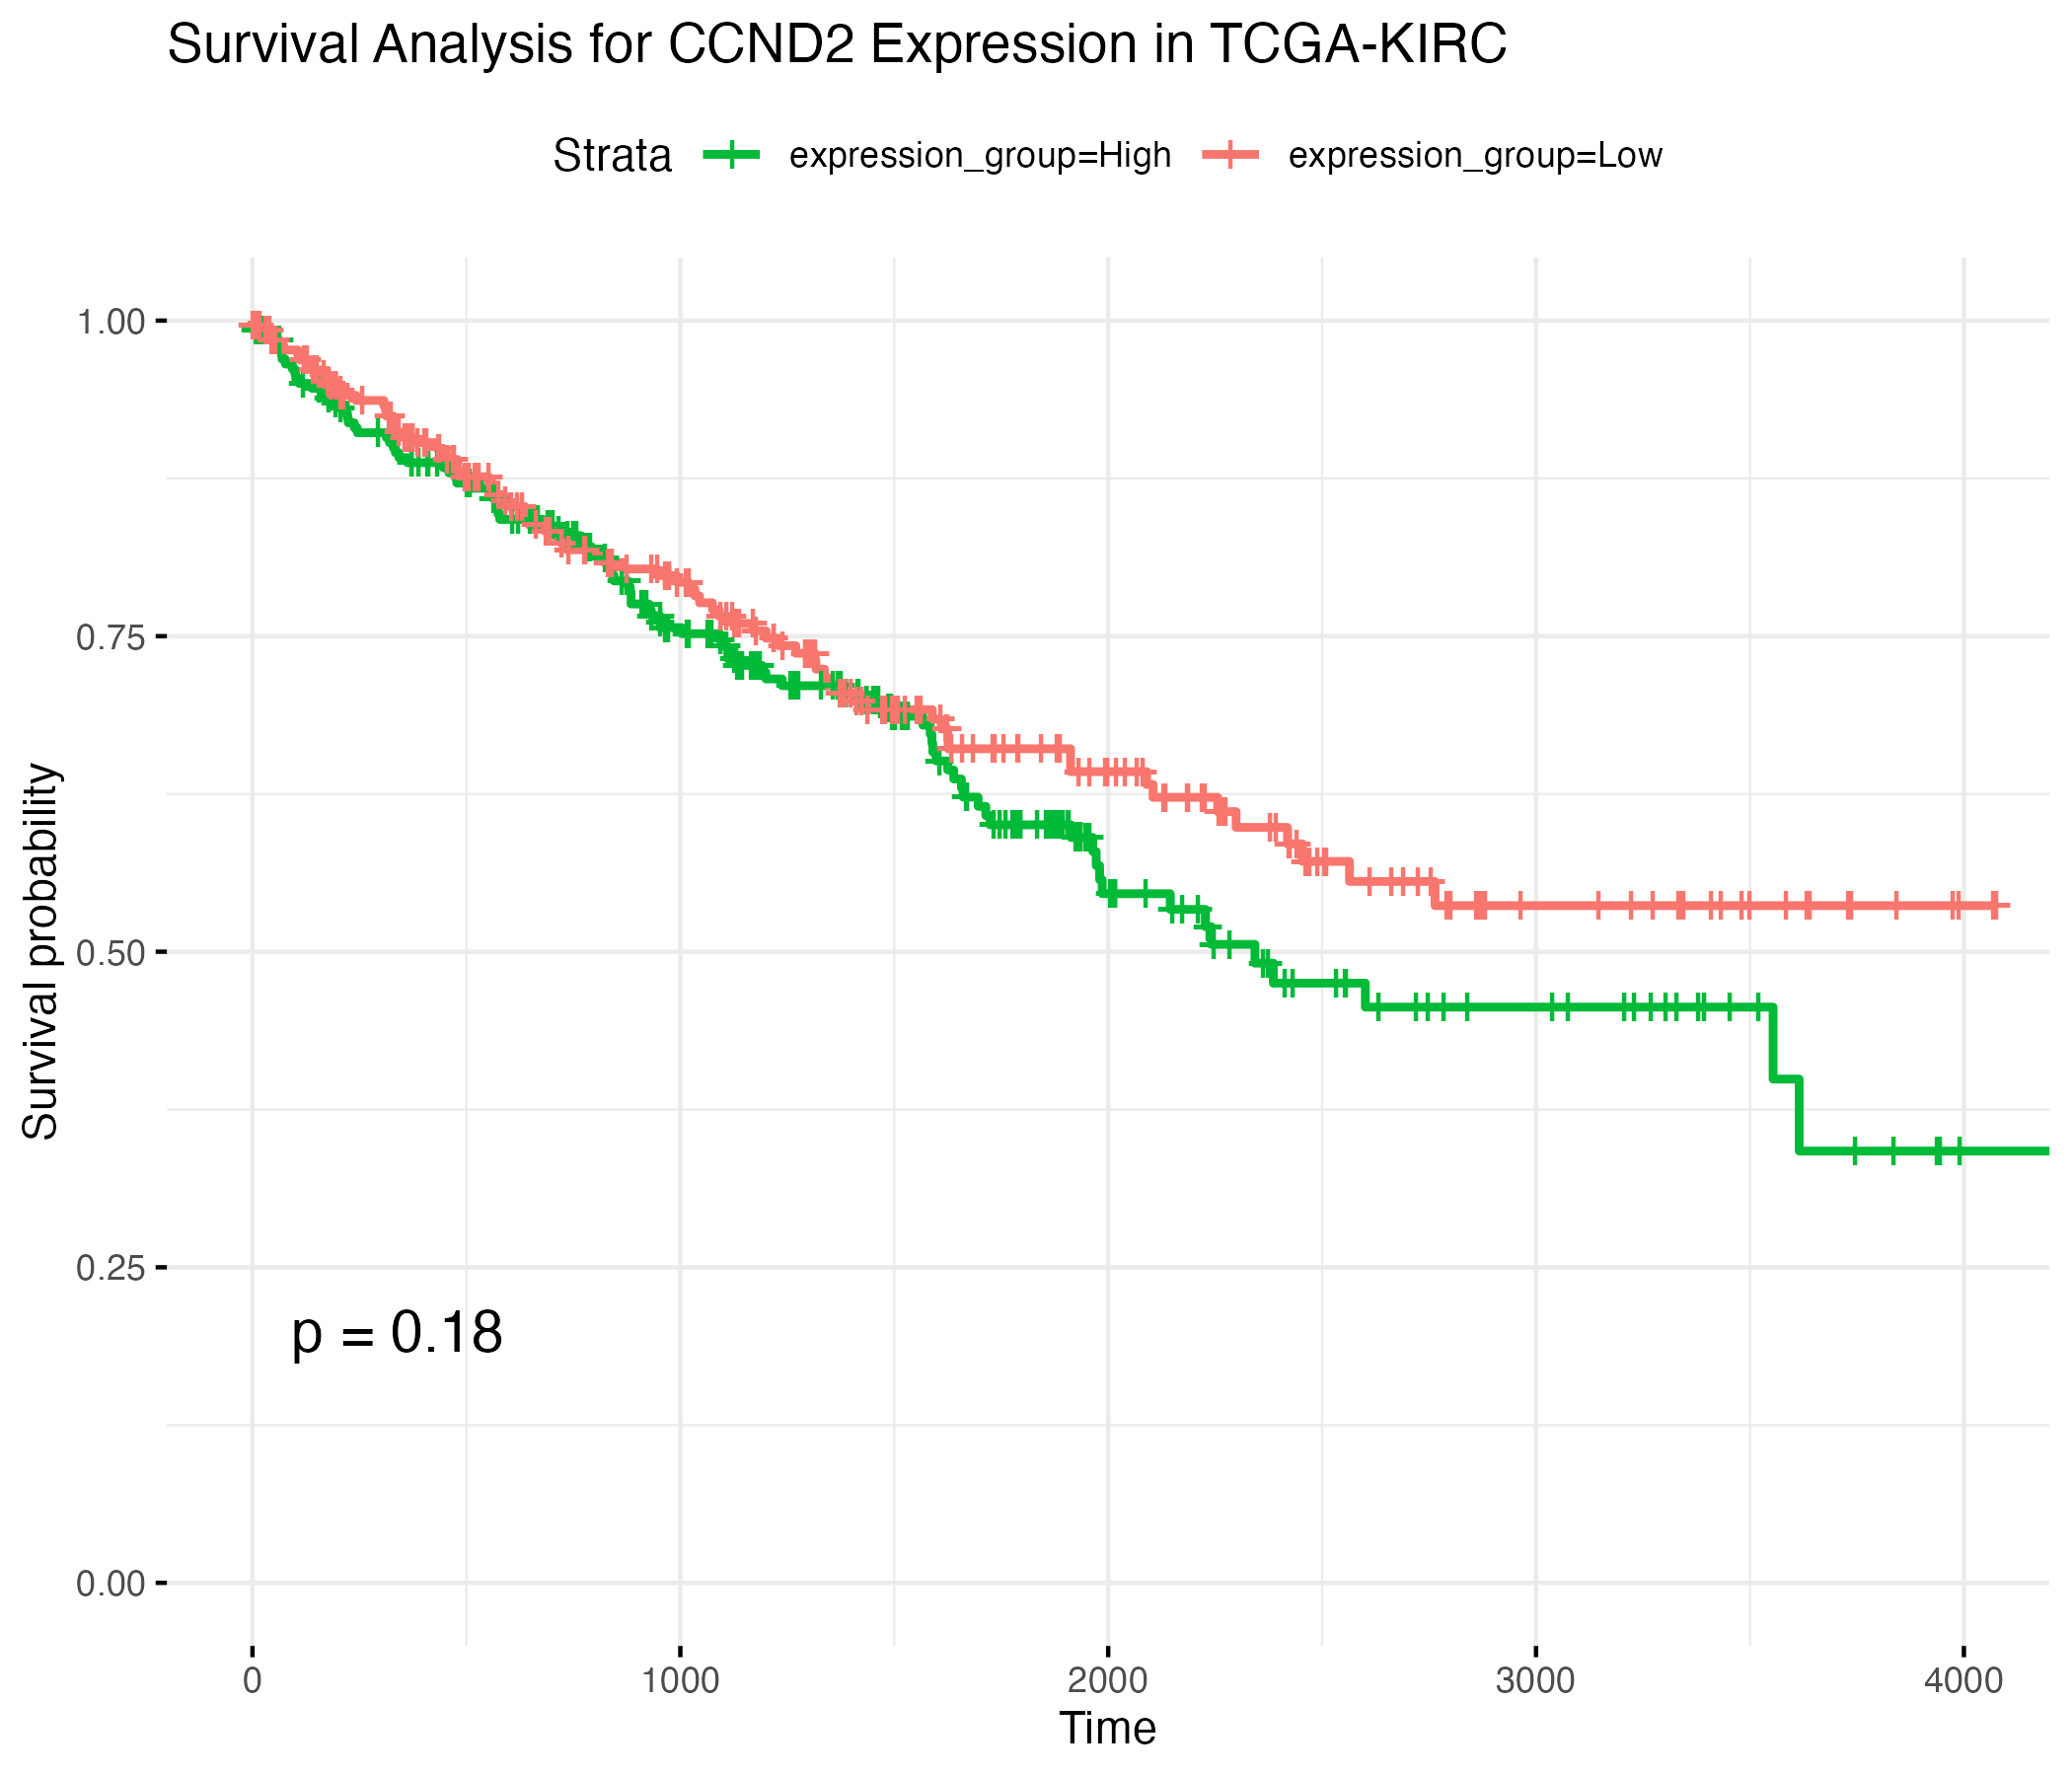 Survival Analysis for CCND2 Expression in TCGA-KIRC
Strata expression_group=High expression_group=Low
Survival probability
1.00
0.75
0.50
0.25
0.00
p = 0.18
0 1000 2000 3000 4000
Time